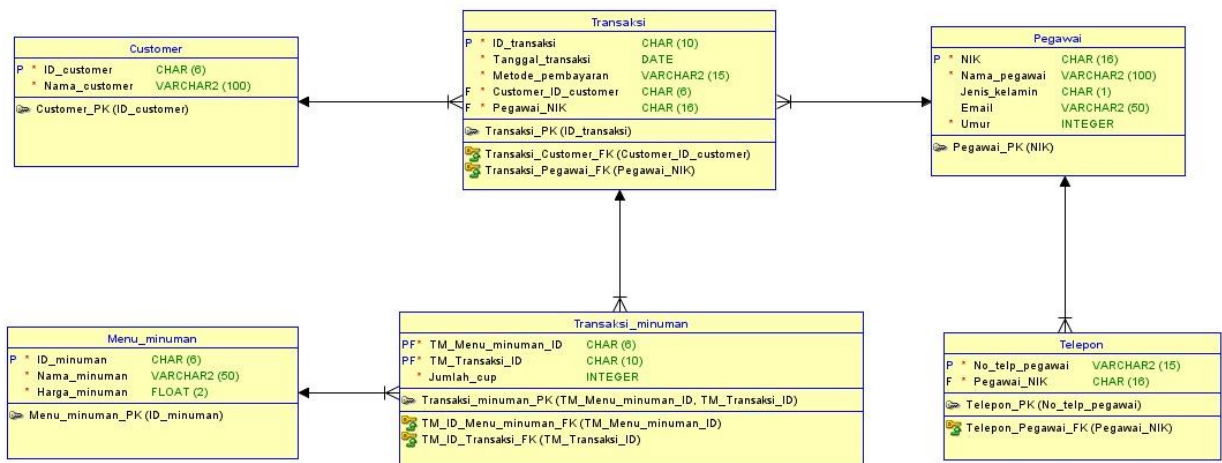 Customer
P * ID_customer CHAR (6)
* Nama_customer VARCHAR2 (100)
Customer_PK (ID_customer)
Transaksi
P * ID_transaksi CHAR (10)
* Tanggal_transaksi DATE
* Metode_pembayaran VARCHAR2 (15)
F * Customer_ID_customer CHAR (6)
F * Pegawai_NIK CHAR (16)
Transaksi_PK (ID_transaksi)
Transaksi_Customer_FK (Customer_ID_customer)
Transaksi_Pegawai_FK (Pegawai_NIK)
Pegawai
P * NIK CHAR (16)
* Nama_pegawai VARCHAR2 (100)
Jenis_kelamin CHAR (1)
Email VARCHAR2 (50)
* Umur INTEGER
Pegawai_PK (NIK)
Menu_minuman
P * ID_minuman CHAR (6)
* Nama_minuman VARCHAR2 (50)
* Harga_minuman FLOAT (2)
Menu_minuman_PK (ID_minuman)
Transaksi_minuman
PF* TM_Menu_minuman_ID CHAR (6)
PF* TM_Transaksi_ID CHAR (10)
* Jumlah_cup INTEGER
Transaksi_minuman_PK (TM_Menu_minuman_ID, TM_Transaksi_ID)
TM_ID_Menu_minuman_FK (TM_Menu_minuman_ID)
TM_ID_Transaksi_FK (TM_Transaksi_ID)
Telepon
P * No_telp_pegawai VARCHAR2 (15)
F * Pegawai_NIK CHAR (16)
Telepon_PK (No_telp_pegawai)
Telepon_Pegawai_FK (Pegawai_NIK)